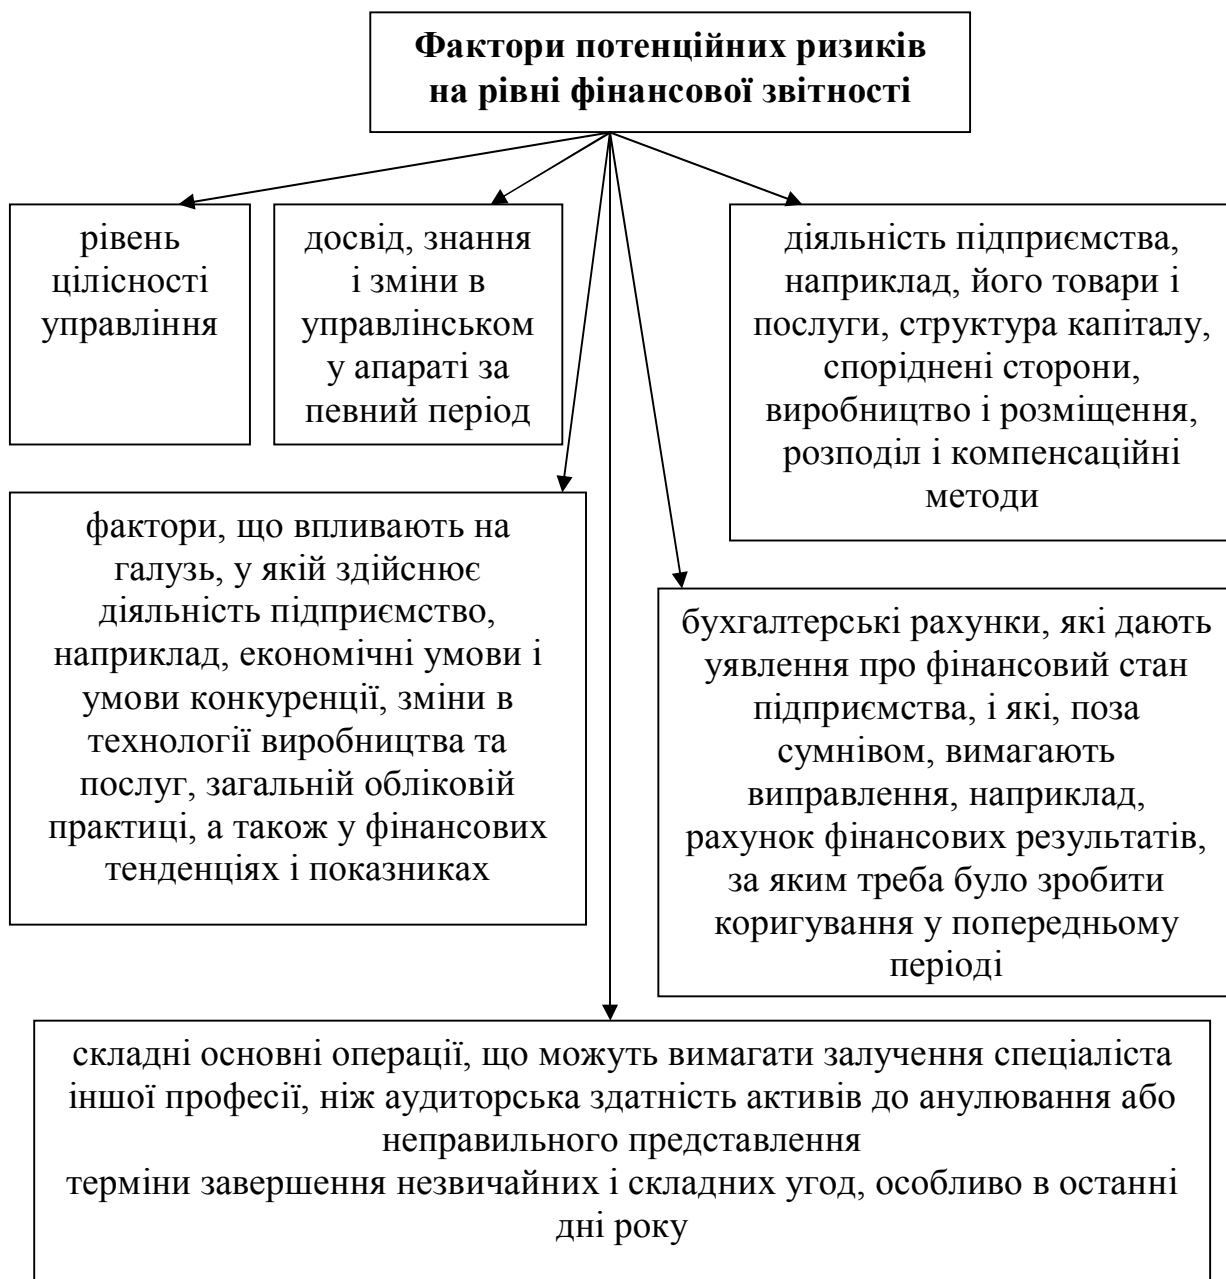 Фактори потенційних ризиків
на рівні фінансової звітності
рівень
цілісності
управління
досвід, знання
і зміни в
управлінськом
у апараті за
певний період
діяльність підприємства,
наприклад, його товари і
послуги, структура капіталу,
споріднені сторони,
виробництво і розміщення,
розподіл і компенсаційні
методи
фактори, що впливають на
галузь, у якій здійснює
діяльність підприємство,
наприклад, економічні умови і
умови конкуренції, зміни в
технології виробництва та
послуг, загальній обліковій
практиці, а також у фінансових
тенденціях і показниках
бухгалтерські рахунки, які дають
уявлення про фінансовий стан
підприємства, і які, поза
сумнівом, вимагають
виправлення, наприклад,
рахунок фінансових результатів,
за яким треба було зробити
коригування у попередньому
періоді
складні основні операції, що можуть вимагати залучення спеціаліста
іншої професії, ніж аудиторська здатність активів до анулювання або
неправильного представлення
терміни завершення незвичайних і складних угод, особливо в останні
дні року